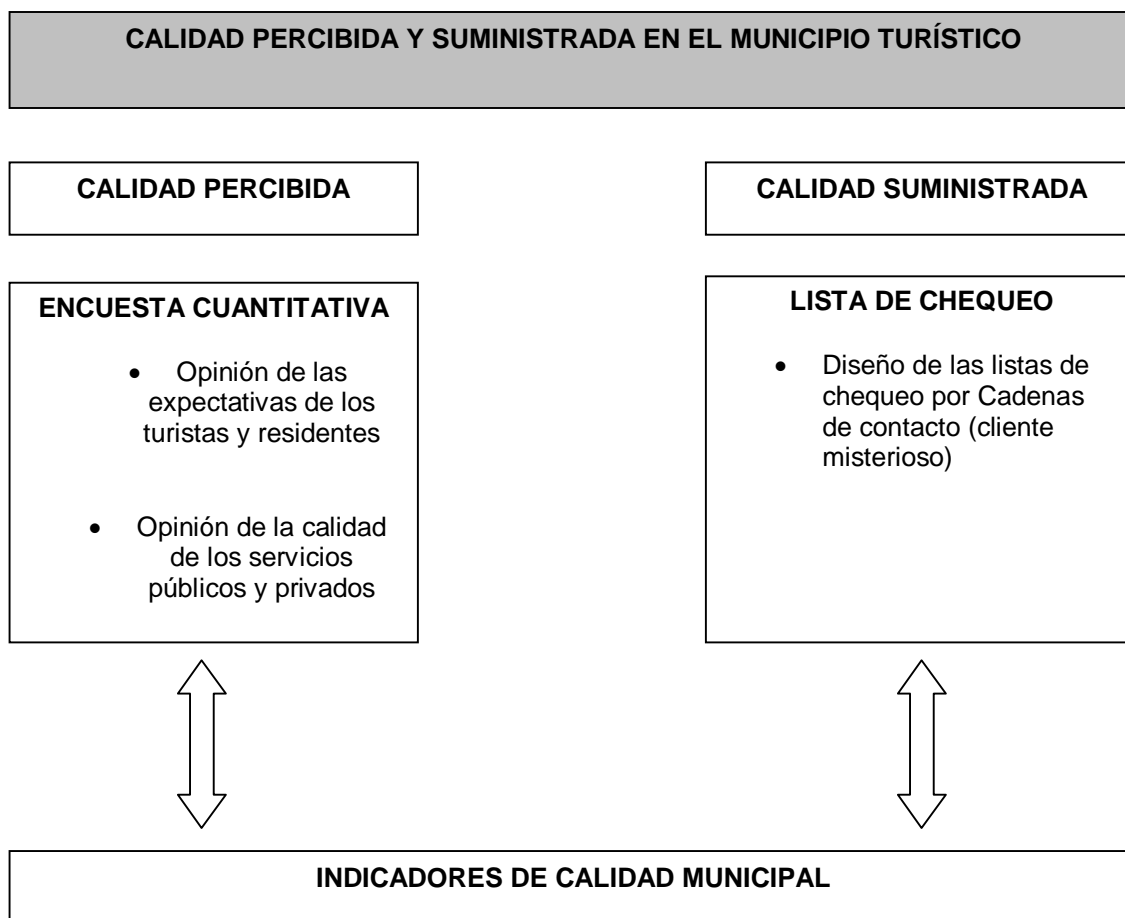 CALIDAD PERCIBIDA Y SUMINISTRADA EN EL MUNICIPIO TURÍSTICO
CALIDAD PERCIBIDA
CALIDAD SUMINISTRADA
ENCUESTA CUANTITATIVA
• Opinión de las
expectativas de los
turistas y residentes
• Opinión de la calidad
de los servicios
públicos y privados
LISTA DE CHEQUEO
• Diseño de las listas de
chequeo por Cadenas
de contacto (cliente
misterioso)
INDICADORES DE CALIDAD MUNICIPAL